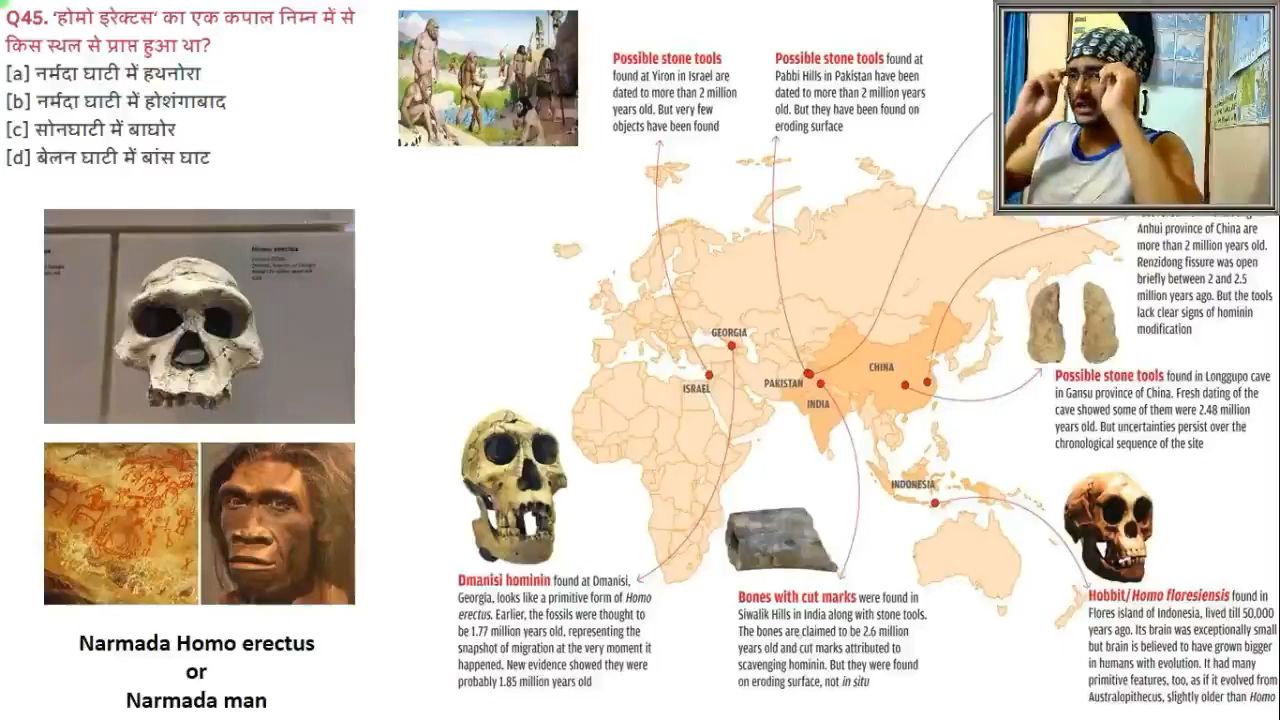 Q45. 'होमो इरेक्टस' का एक कपाल निम्न में से
किस स्थल से प्राप्त हुआ था?
[a] नर्मदा घाटी में हथनोरा
[b] नर्मदा घाटी में होशंगाबाद
[c] सोनघाटी में बाघोर
[d] बेलन घाटी में बांस घाट
Homo erectus
Narmada Homo erectus
or
Narmada man
Possible stone tools
found at Yiron in Israel are
dated to more than 2 million
years old. But very few
objects have been found
Possible stone tools found at
Pabbi Hills in Pakistan have been
dated to more than 2 million
years old. But they have been found on
eroding surface
Anhui province of China are
more than 2 million years old.
Renzidong fissure was open
briefly between 2 and 2.5
million years ago. But the tools
lack clear signs of hominin
modification
GEORGIA
ISRAEL
PAKISTAN
INDIA
CHINA
INDONESIA
Possible stone tools found in Longgupo cave
in Gansu province of China. Fresh dating of the
cave showed some of them were 2.48 million
years old. But uncertainties persist over the
chronological sequence of the site
Dmanisi hominin found at Dmanisi,
Georgia, looks like a primitive form of Homo
erectus. Earlier, the fossils were thought to
be 1.77 million years old, representing the
snapshot of migration at the very moment it
happened. New evidence showed they were
probably 1.85 million years old
Bones with cut marks were found in
Siwalik Hills in India along with stone tools.
The bones are claimed to be 2.6 million
years old and cut marks attributed to
scavenging hominin. But they were found
on eroding surface, not in situ
Hobbit/Homo floresiensis found in
Flores island of Indonesia, lived till 50,000
years ago. Its brain was exceptionally small
but brain is believed to have grown bigger
in humans with evolution. It had many
primitive features, too, as if it evolved from
Australopithecus, slightly older than Homo